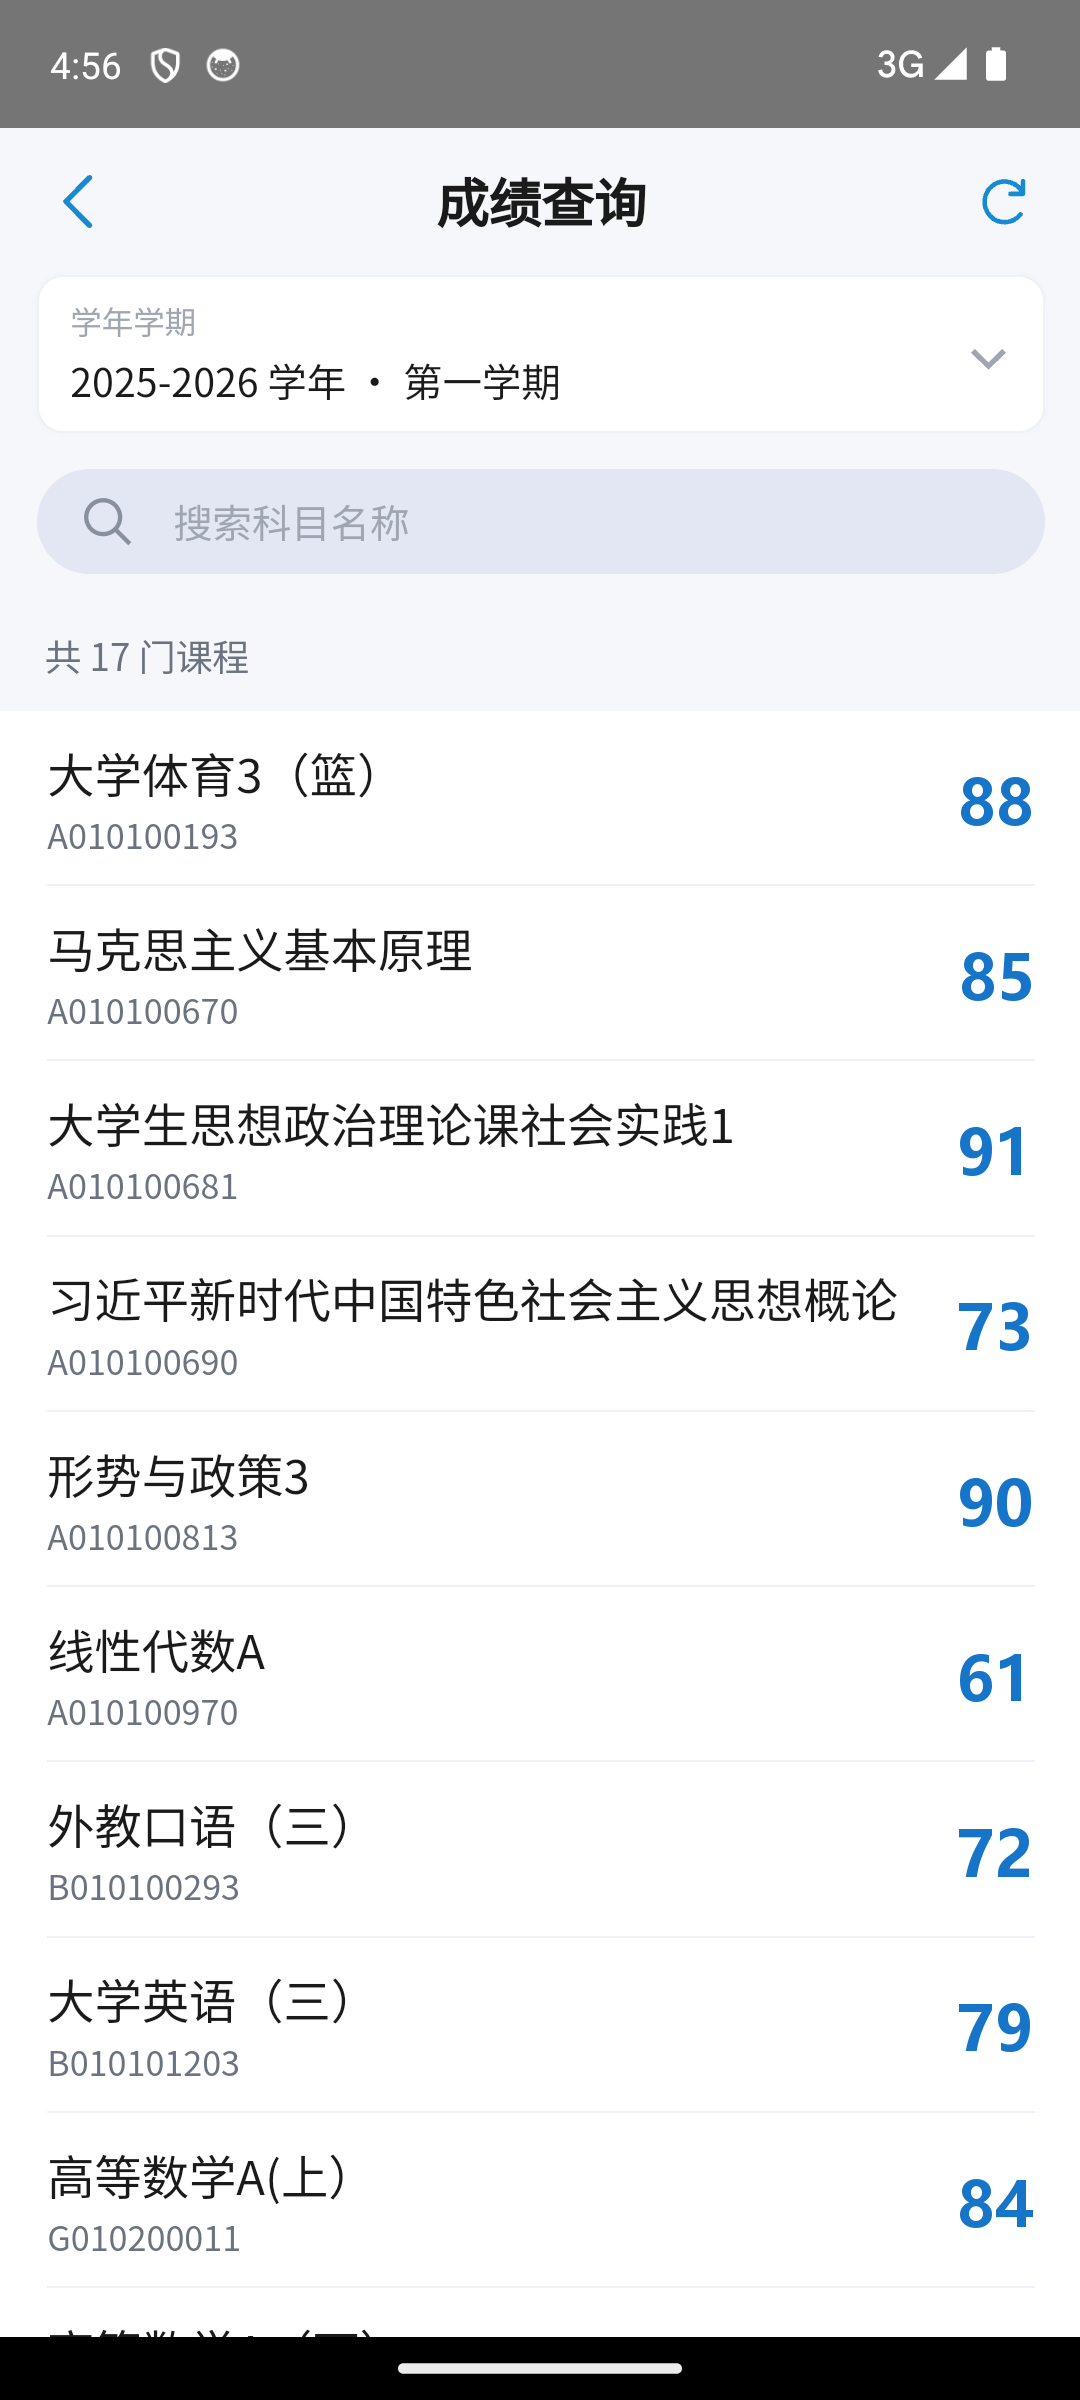 4:56
3G
成绩查询
学年学期
2025-2026 学年 · 第一学期
搜索科目名称
共 17 门课程
大学体育3（篮）
88
A010100193
马克思主义基本原理
85
A010100670
大学生思想政治理论课社会实践1
91
A010100681
习近平新时代中国特色社会主义思想概论
73
A010100690
形势与政策3
90
A010100813
线性代数A
61
A010100970
外教口语（三）
72
B010100293
大学英语（三）
79
B010101203
高等数学A(上）
84
G010200011